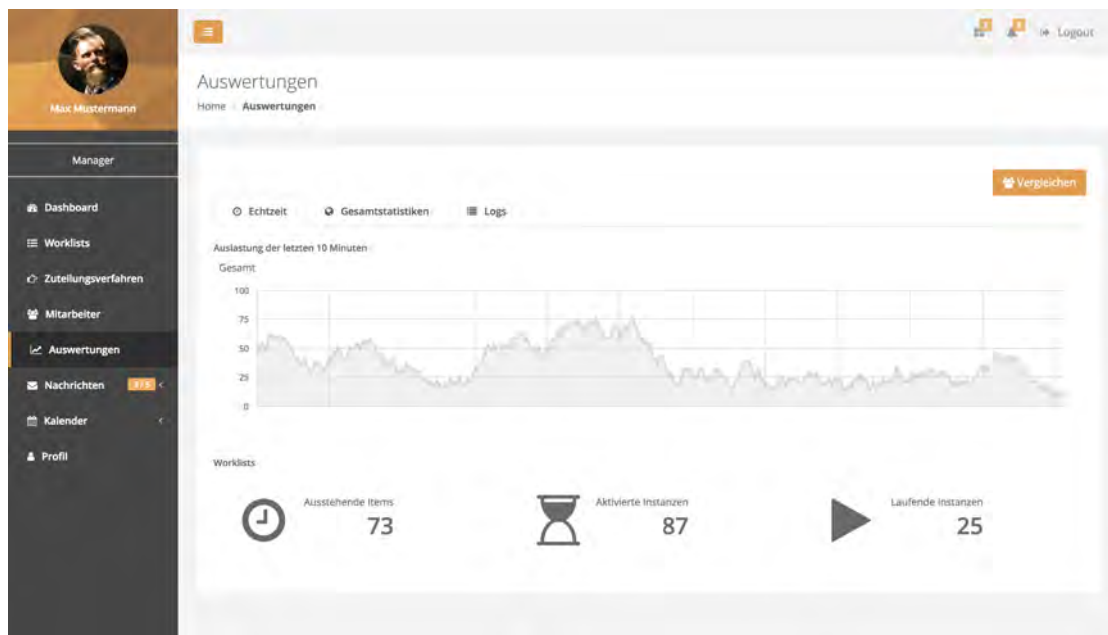 Max Mustermann
Manager
Dashboard
Worklists
Zuteilungsverfahren
Mitarbeiter
Auswertungen
Nachrichten
Kalender
Profil
Logout
Auswertungen
Home Auswertungen
Vergleichen
Echtzeit Gesamtstatistiken Logs
Auslastung der letzten 10 Minuten
Gesamt
100
75
50
25
0
Worklists
Ausstehende Items
73
Aktivierte Instanzen
87
Laufende Instanzen
25